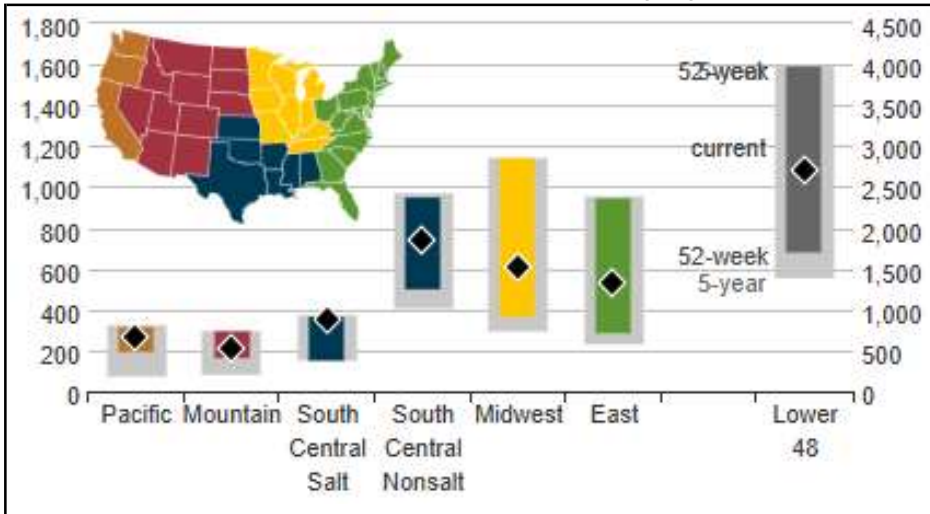 1,800
1,600
1,400
1,200
1,000
800
600
400
200
0
4,500
4,000
3,500
3,000
2,500
2,000
1,500
1,000
500
0
52-week
current
52-week
5-year
Pacific
Mountain
South
Central
Salt
South
Central
Nonsalt
Midwest
East
Lower
48